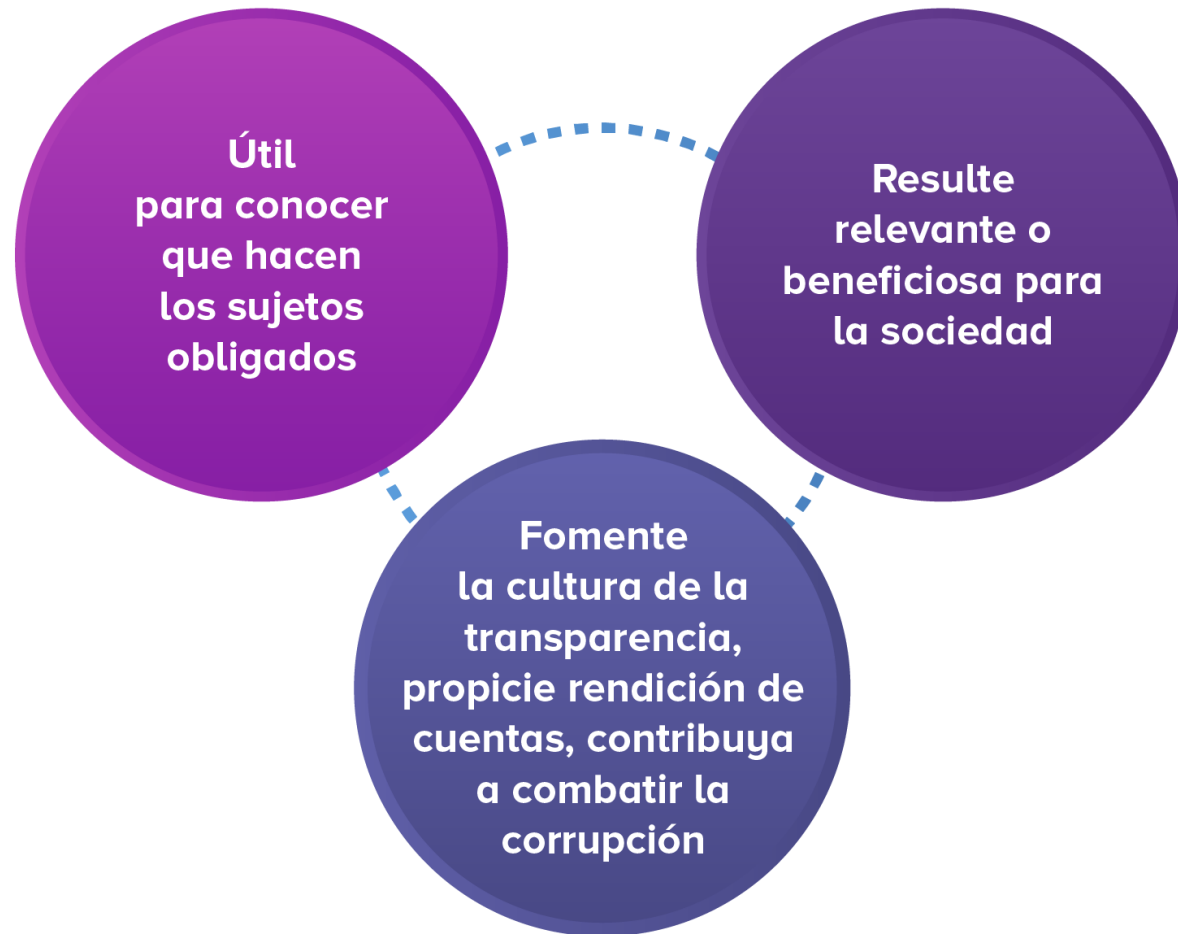 Útil
para conocer
que hacen
los sujetos
obligados
Resulte
relevante o
beneficiosa para
la sociedad
Fomente
la cultura de la
transparencia,
propicie rendición de
cuentas, contribuya
a combatir la
corrupción